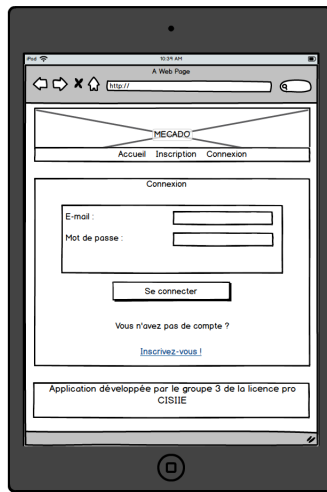 iPod 10:39 AM
A Web Page
http://
MECADO
Accueil Inscription Connexion
Connexion
E-mail :
Mot de passe :
Se connecter
Vous n'avez pas de compte ?
Inscrivez-vous !
Application développée par le groupe 3 de la licence pro
CISIIE